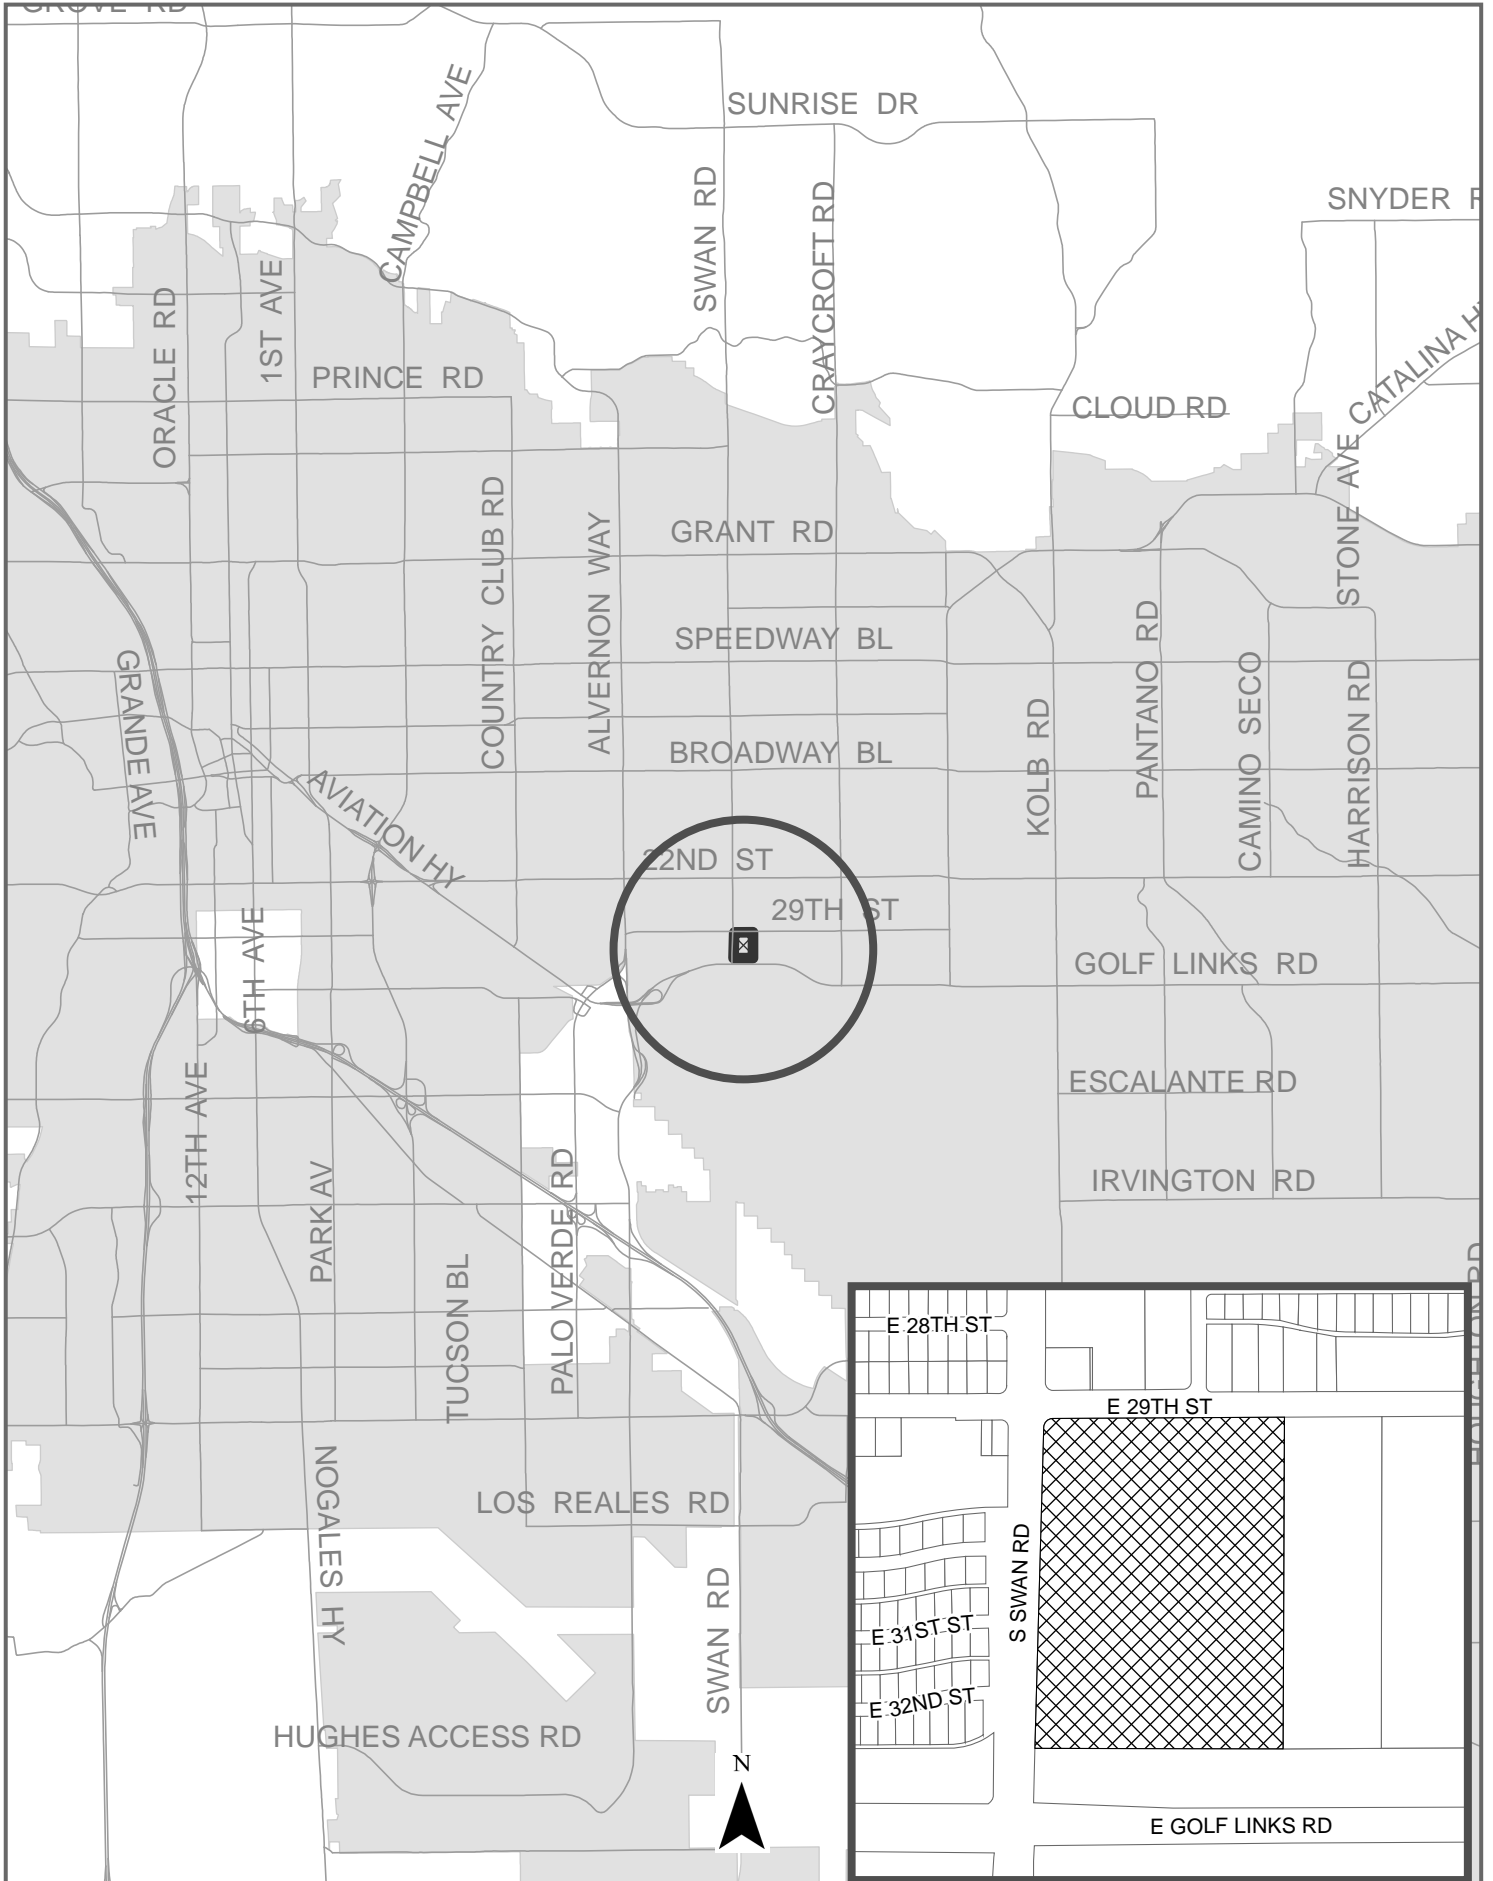 GROVE RD
SUNRISE DR
CAMPBELL AVE
SWAN RD
CRAYCROFT RD
SNYDER
ORACLE RD
1ST AVE
PRINCE RD
CATALINA
CLOUD RD
STONE AVE
COUNTRY CLUB RD
ALVERNON WAY
GRANT RD
SPEEDWAY BL
PANTANO RD
CAMINO SECO
HARRISON RD
GRANDE AVE
KOLB RD
BROADWAY BL
AVIATION HY
22ND ST
29TH ST
6TH AVE
GOLF LINKS RD
12TH AVE
ESCALANTE RD
PARK AV
PALO VERDE RD
IRVINGTON RD
TUCSON BL
NOGALES HY
LOS REALES RD
SWAN RD
HUGHES ACCESS RD
N
E 28TH ST
E 29TH ST
S SWAN RD
E 31ST ST
E 32ND ST
E GOLF LINKS RD